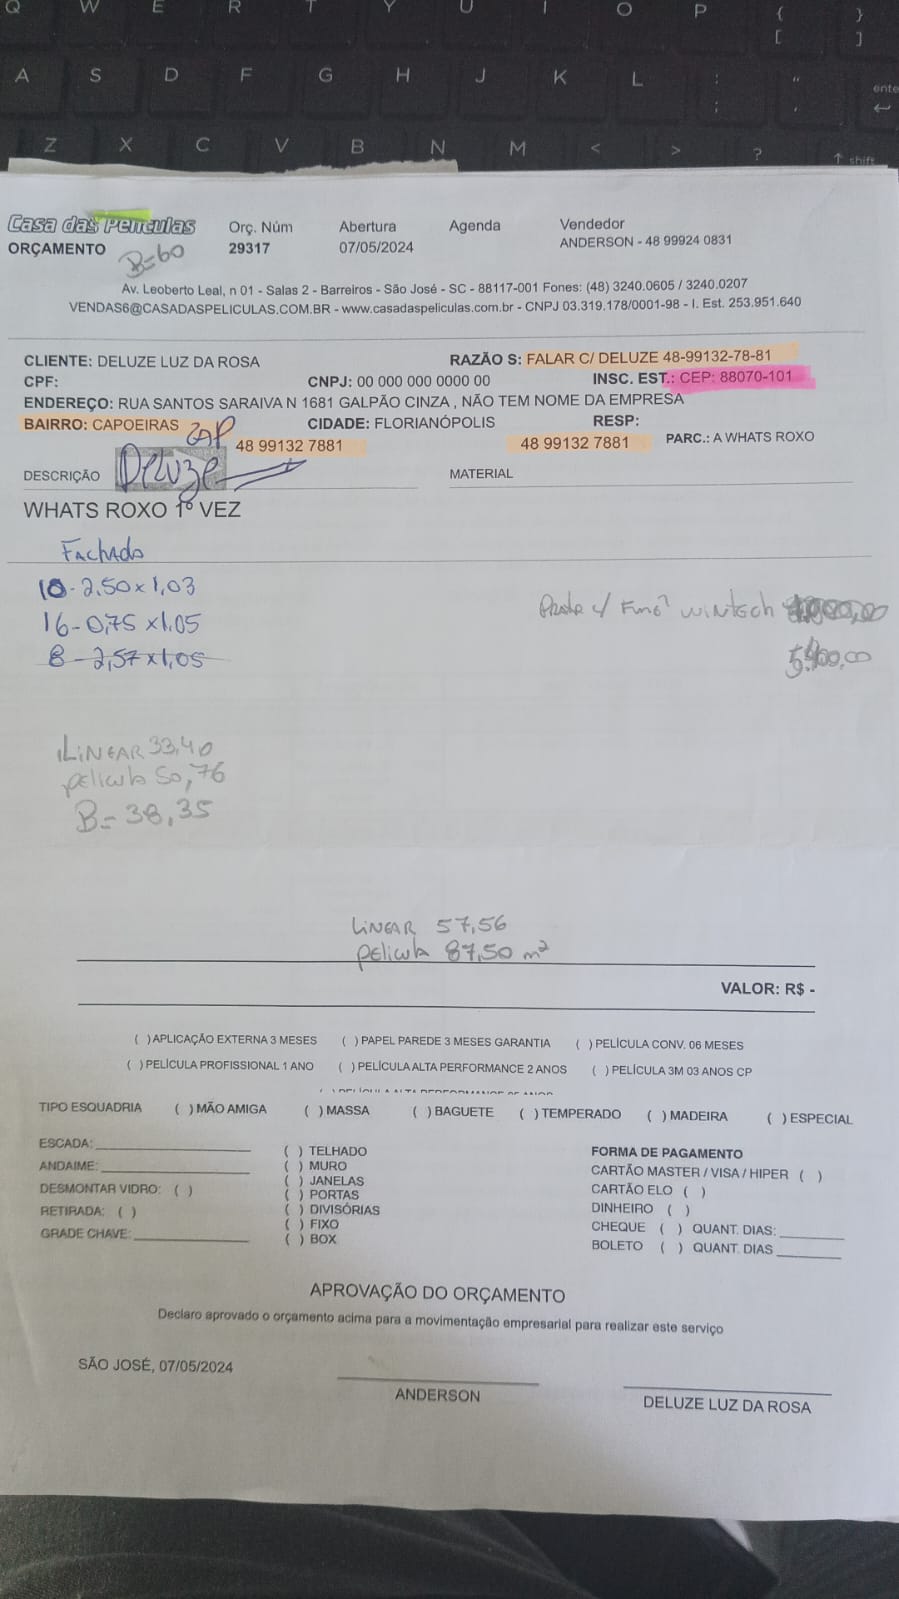 Q W E R T Y U I O P { [ } ]
A S D F G H J K L : ; " , enter
Z X C V B N M < > ? ↑ shift
Casa das Películas
ORÇAMENTO
B=60
Orç. Núm
29317
Abertura
07/05/2024
Agenda
Vendedor
ANDERSON - 48 99924 0831
Av. Leoberto Leal, n 01 - Salas 2 - Barreiros - São José - SC - 88117-001 Fones: (48) 3240.0605 / 3240.0207
VENDAS6@CASADASPELICULAS.COM.BR - www.casadaspeliculas.com.br - CNPJ 03.319.178/0001-98 - I. Est. 253.951.640
CLIENTE: DELUZE LUZ DA ROSA RAZÃO S: FALAR C/ DELUZE 48-99132-78-81
CPF: CNPJ: 00 000 000 0000 00 INSC. EST.: CEP: 88070-101
ENDEREÇO: RUA SANTOS SARAIVA N 1681 GALPÃO CINZA , NÃO TEM NOME DA EMPRESA
BAIRRO: CAPOEIRAS CIDADE: FLORIANÓPOLIS RESP:
48 99132 7881 48 99132 7881 PARC.: A WHATS ROXO
DESCRIÇÃO Deluze MATERIAL
WHATS ROXO 1º VEZ
Fachada
10-2,50x1,03
16-0,75x1,05
8-2,57x1,05
wintech
5.400,00
Linear 33,40
película 50,76
B=38,35
Linear 57,56
película 87,50 m²
VALOR: R$ -
( )APLICAÇÃO EXTERNA 3 MESES ( ) PAPEL PAREDE 3 MESES GARANTIA ( ) PELÍCULA CONV. 06 MESES
( ) PELÍCULA PROFISSIONAL 1 ANO ( ) PELÍCULA ALTA PERFORMANCE 2 ANOS ( ) PELÍCULA 3M 03 ANOS CP
TIPO ESQUADRIA ( ) MÃO AMIGA ( ) MASSA ( ) BAGUETE ( ) TEMPERADO ( ) MADEIRA ( ) ESPECIAL
ESCADA:
ANDAIME:
DESMONTAR VIDRO: ( )
RETIRADA: ( )
GRADE CHAVE:
( ) TELHADO
( ) MURO
( ) JANELAS
( ) PORTAS
( ) DIVISÓRIAS
( ) FIXO
( ) BOX
FORMA DE PAGAMENTO
CARTÃO MASTER / VISA / HIPER ( )
CARTÃO ELO ( )
DINHEIRO ( )
CHEQUE ( ) QUANT. DIAS:
BOLETO ( ) QUANT. DIAS
APROVAÇÃO DO ORÇAMENTO
Declaro aprovado o orçamento acima para a movimentação empresarial para realizar este serviço
SÃO JOSÉ, 07/05/2024
ANDERSON
DELUZE LUZ DA ROSA